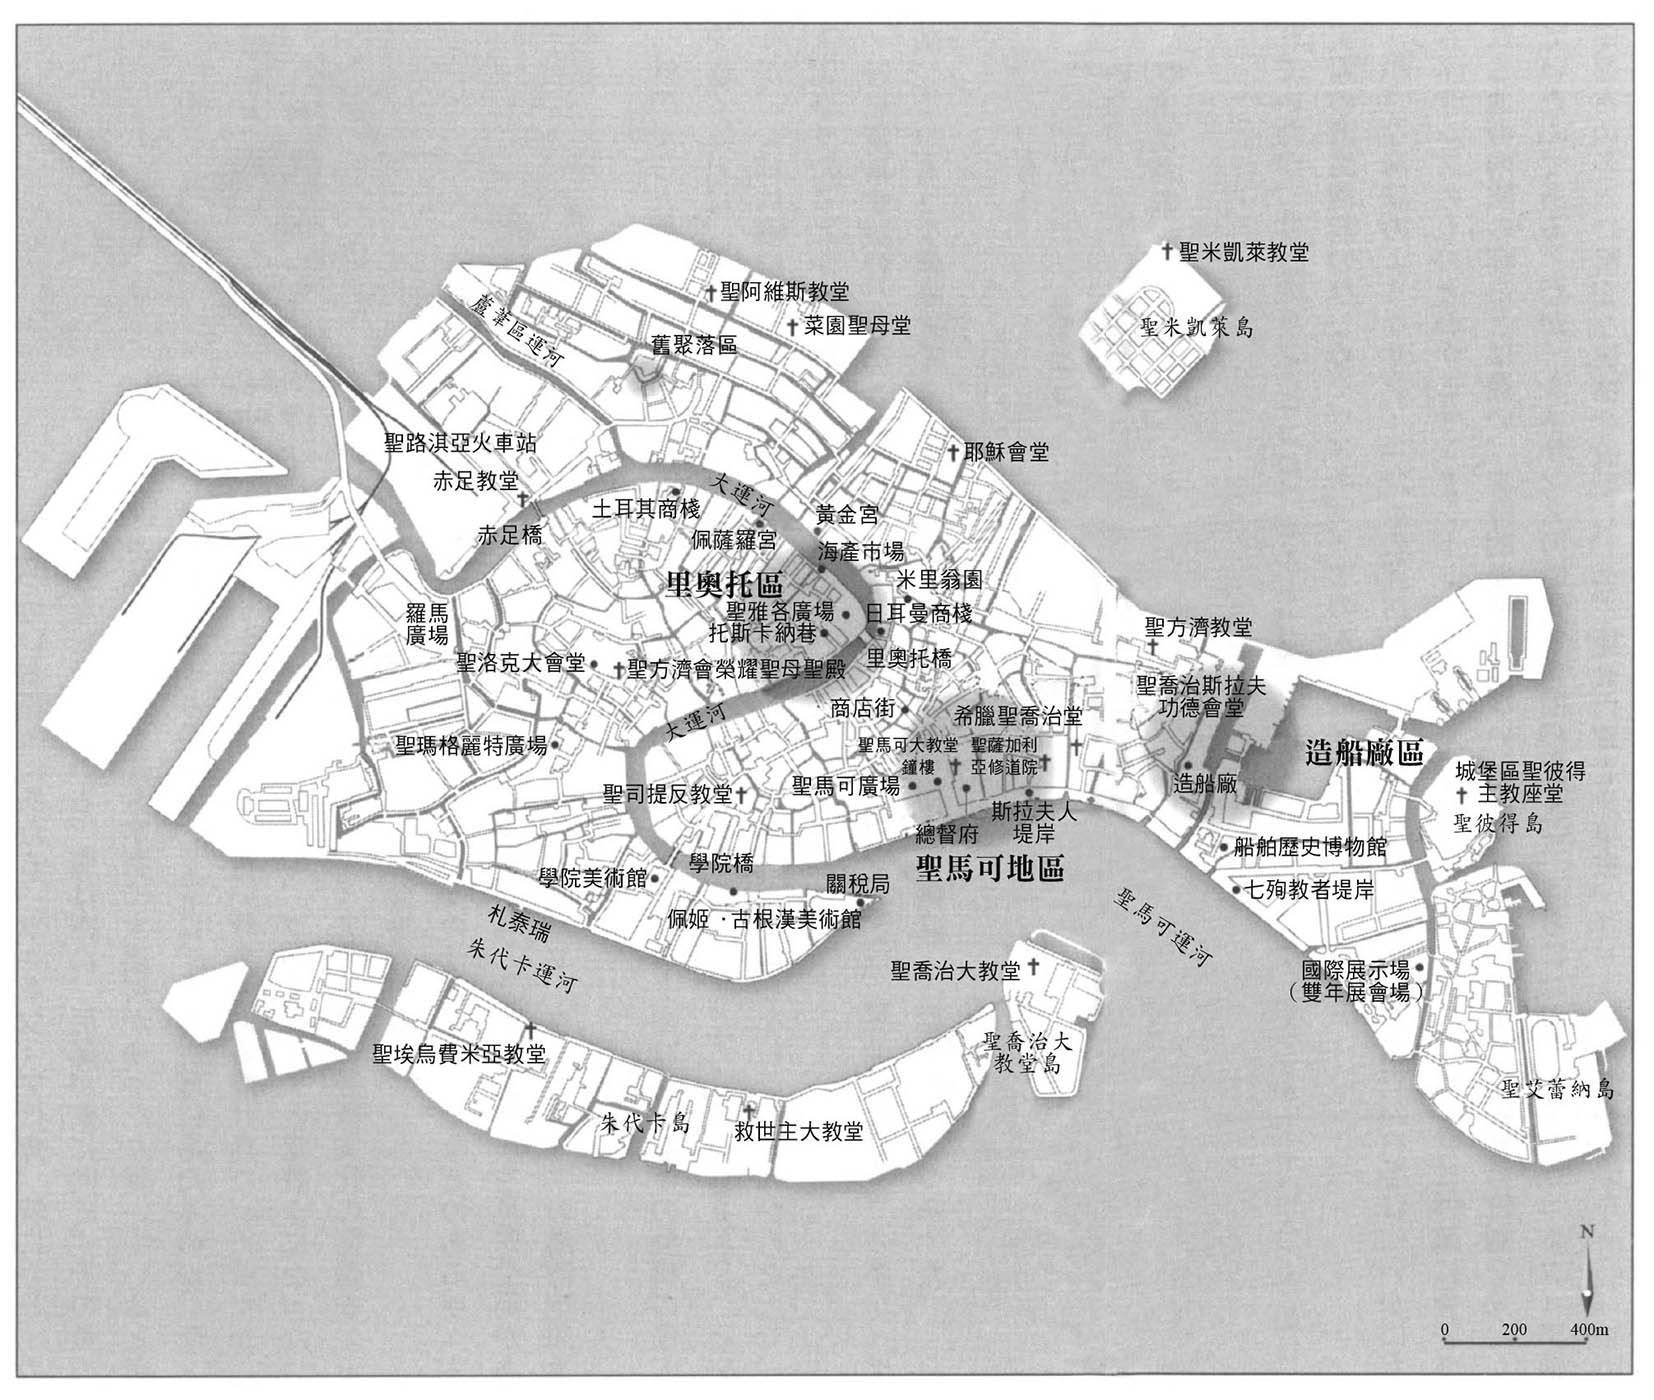 聖米凱萊教堂
聖阿維斯教堂
菜園聖母堂
聖米凱萊島
蘆葦區運河
舊聚落區
聖路淇亞火車站
耶穌會堂
赤足教堂
大運河
土耳其商棧
黃金宮
赤足橋
佩薩羅宮
海產市場
里奧托區
米里翁園
羅馬
廣場
聖雅各廣場
日耳曼商棧
托斯卡納巷
聖方濟教堂
聖洛克大會堂
聖方濟會榮耀聖母聖殿
里奧托橋
聖喬治斯拉夫
功德會堂
商店街
希臘聖喬治堂
大運河
聖瑪格麗特廣場
聖馬可大教堂
鐘樓
聖薩加利
亞修道院
造船廠區
聖馬可廣場
造船廠
城堡區聖彼得
主教座堂
聖彼得島
聖司提反教堂
斯拉夫人
堤岸
總督府
船舶歷史博物館
聖馬可地區
學院橋
學院美術館
關稅局
七殉教者堤岸
佩姬·古根漢美術館
札泰瑞
聖馬可運河
朱代卡運河
聖喬治大教堂
國際展示場
（雙年展會場）
聖埃烏費米亞教堂
聖喬治大
教堂島
聖艾蕾納島
朱代卡島
救世主大教堂
N
0 200 400m